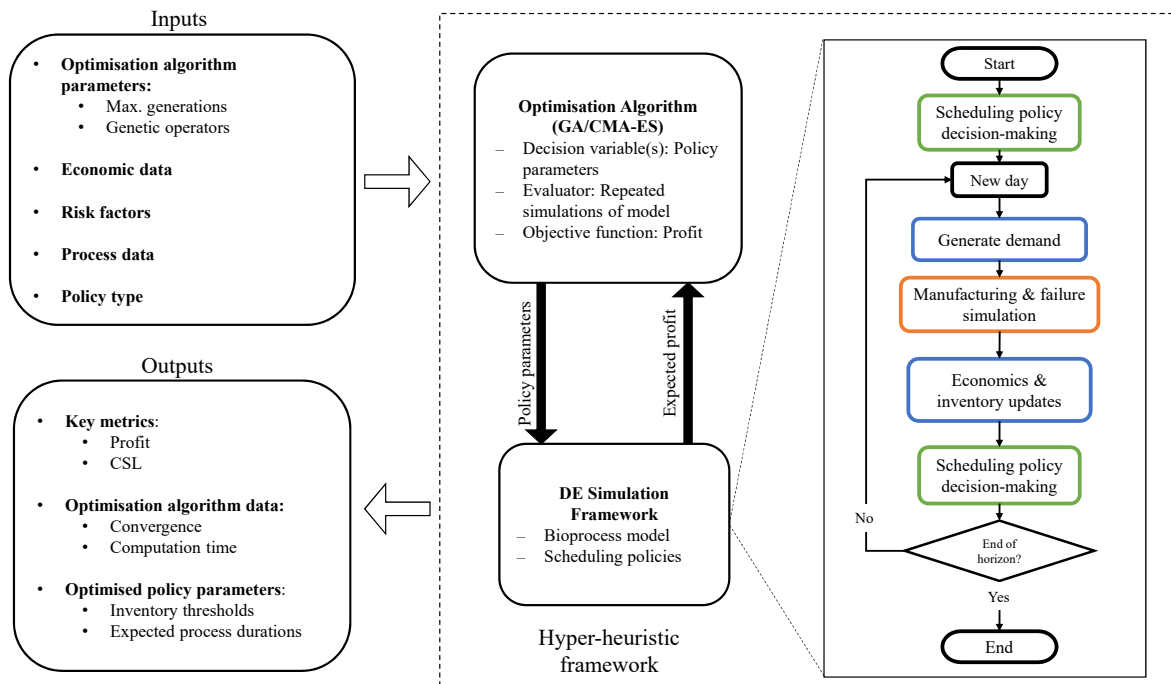 Inputs
• Optimisation algorithm
parameters:
• Max. generations
• Genetic operators
• Economic data
• Risk factors
• Process data
• Policy type
Outputs
• Key metrics:
• Profit
• CSL
• Optimisation algorithm data:
• Convergence
• Computation time
• Optimised policy parameters:
• Inventory thresholds
• Expected process durations
Optimisation Algorithm
(GA/CMA-ES)
– Decision variable(s): Policy
parameters
– Evaluator: Repeated
simulations of model
– Objective function: Profit
Policy parameters
Expected profit
DE Simulation
Framework
– Bioprocess model
– Scheduling policies
Hyper-heuristic
framework
Start
Scheduling policy
decision-making
New day
Generate demand
Manufacturing & failure
simulation
Economics &
inventory updates
Scheduling policy
decision-making
No
End of
horizon?
Yes
End